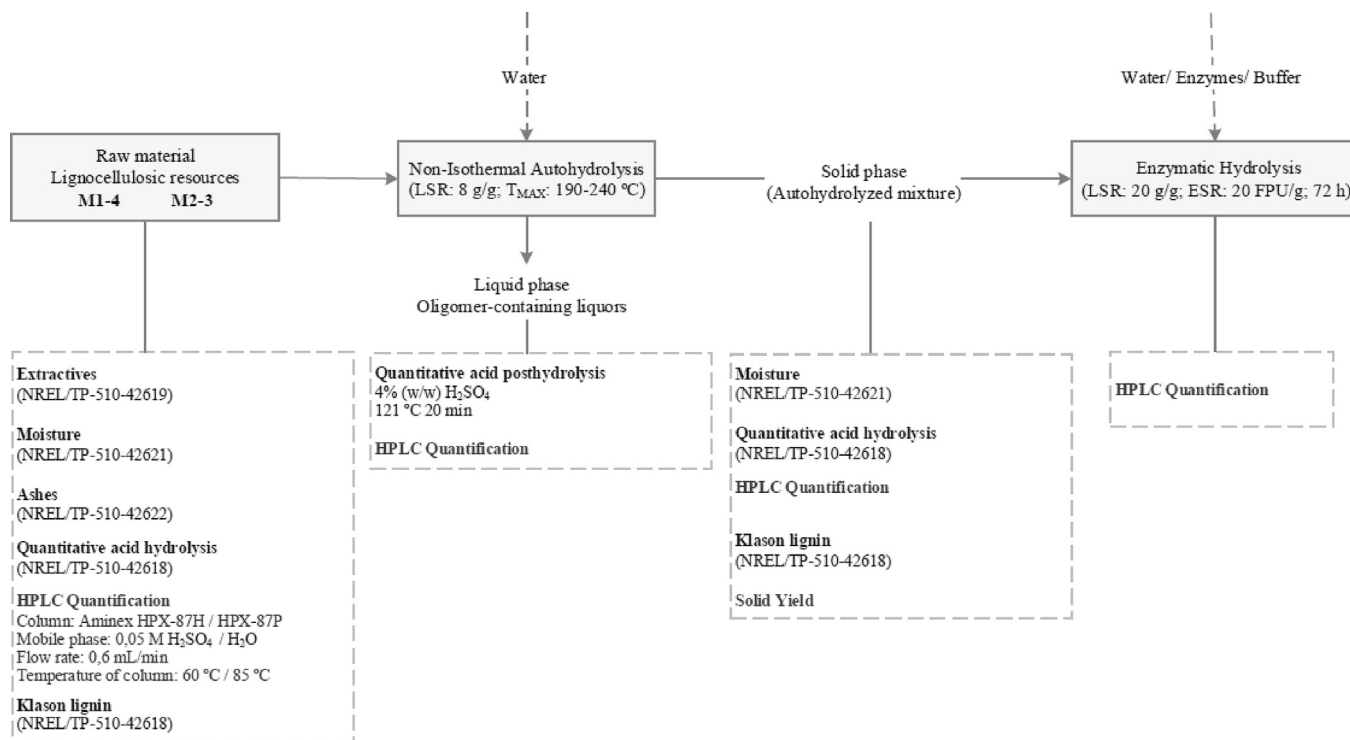 Water
Water/ Enzymes/ Buffer
Raw material
Lignocellulosic resources
M1-4 M2-3
Non-Isothermal Autohydrolysis
(LSR: 8 g/g; TMAX: 190-240 ºC)
Solid phase
(Autohydrolyzed mixture)
Enzymatic Hydrolysis
(LSR: 20 g/g; ESR: 20 FPU/g; 72 h)
Liquid phase
Oligomer-containing liquors
Extractives
(NREL/TP-510-42619)
Moisture
(NREL/TP-510-42621)
Ashes
(NREL/TP-510-42622)
Quantitative acid hydrolysis
(NREL/TP-510-42618)
HPLC Quantification
Column: Aminex HPX-87H / HPX-87P
Mobile phase: 0,05 M H₂SO₄ / H₂O
Flow rate: 0,6 mL/min
Temperature of column: 60 ºC / 85 ºC
Klason lignin
(NREL/TP-510-42618)
Quantitative acid posthydrolysis
4% (w/w) H₂SO₄
121 ºC 20 min
HPLC Quantification
Moisture
(NREL/TP-510-42621)
Quantitative acid hydrolysis
(NREL/TP-510-42618)
HPLC Quantification
Klason lignin
(NREL/TP-510-42618)
Solid Yield
HPLC Quantification